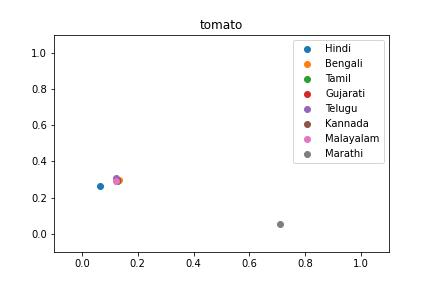 tomato
1.0
0.8
0.6
0.4
0.2
0.0
0.0 0.2 0.4 0.6 0.8 1.0
Hindi
Bengali
Tamil
Gujarati
Telugu
Kannada
Malayalam
Marathi